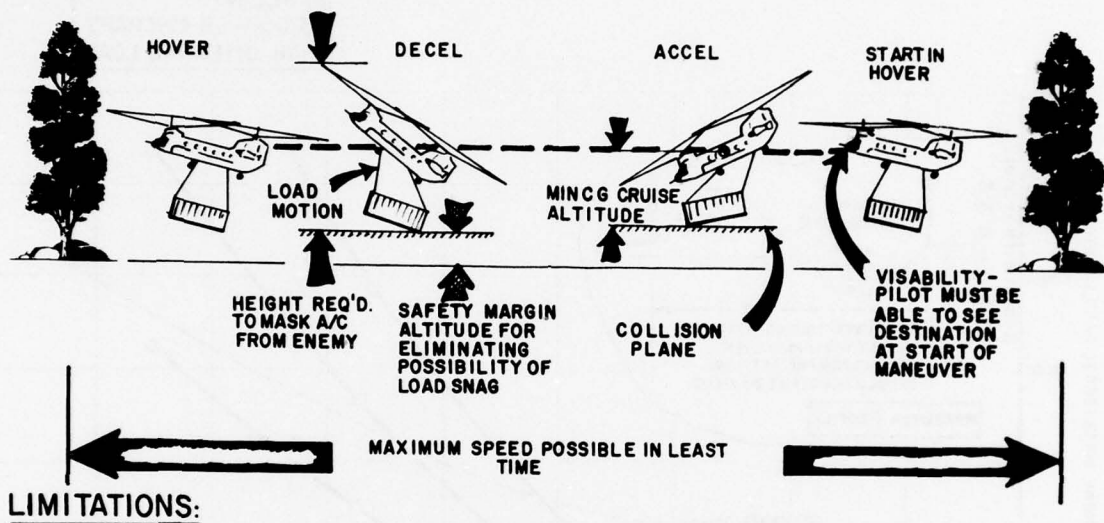 HOVER
DECEL
ACCEL
START IN
HOVER
LOAD
MOTION
MIN C G CRUISE
ALTITUDE
HEIGHT REQ'D.
TO MASK A/C
FROM ENEMY
SAFETY MARGIN
ALTITUDE FOR
ELIMINATING
POSSIBILITY OF
LOAD SNAG
COLLISION
PLANE
VISABILITY-
PILOT MUST BE
ABLE TO SEE
DESTINATION
AT START OF
MANEUVER
MAXIMUM SPEED POSSIBLE IN LEAST
TIME
LIMITATIONS: